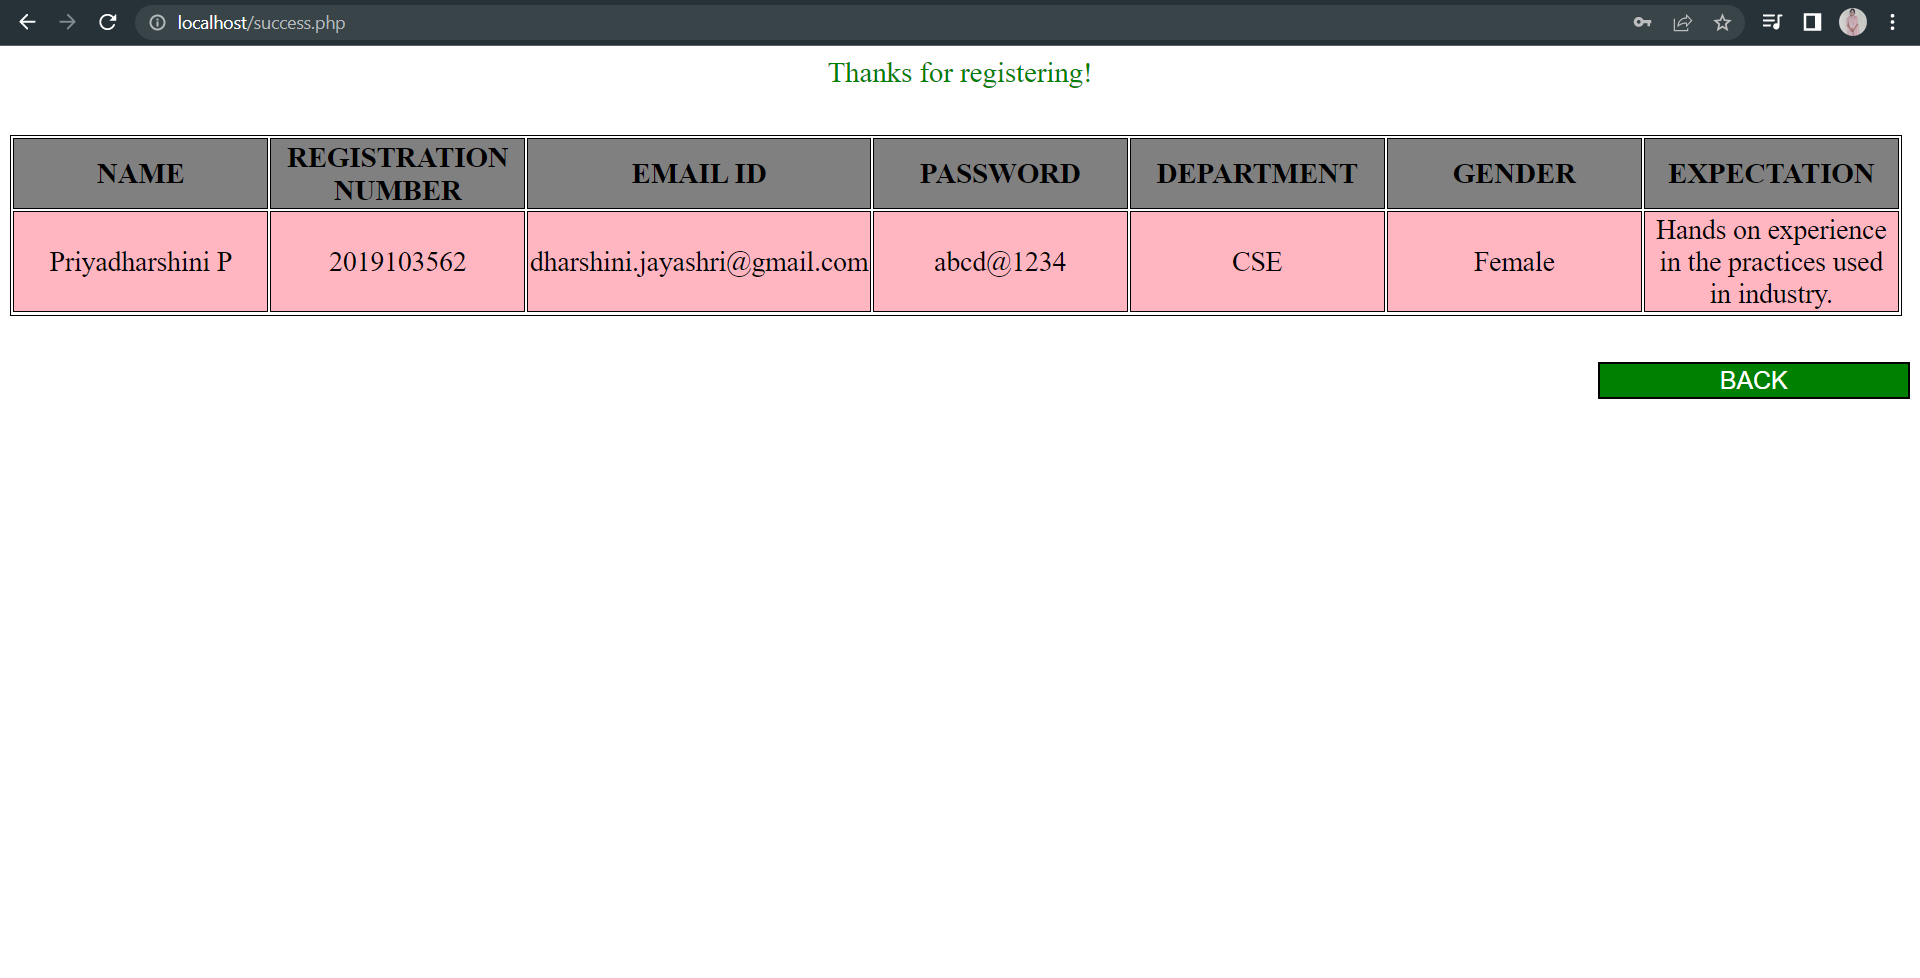 localhost/success.php
Thanks for registering!
NAME
REGISTRATION
NUMBER
EMAIL ID
PASSWORD
DEPARTMENT
GENDER
EXPECTATION
Priyadharshini P
2019103562
dharshini.jayashri@gmail.com
abcd@1234
CSE
Female
Hands on experience
in the practices used
in industry.
BACK